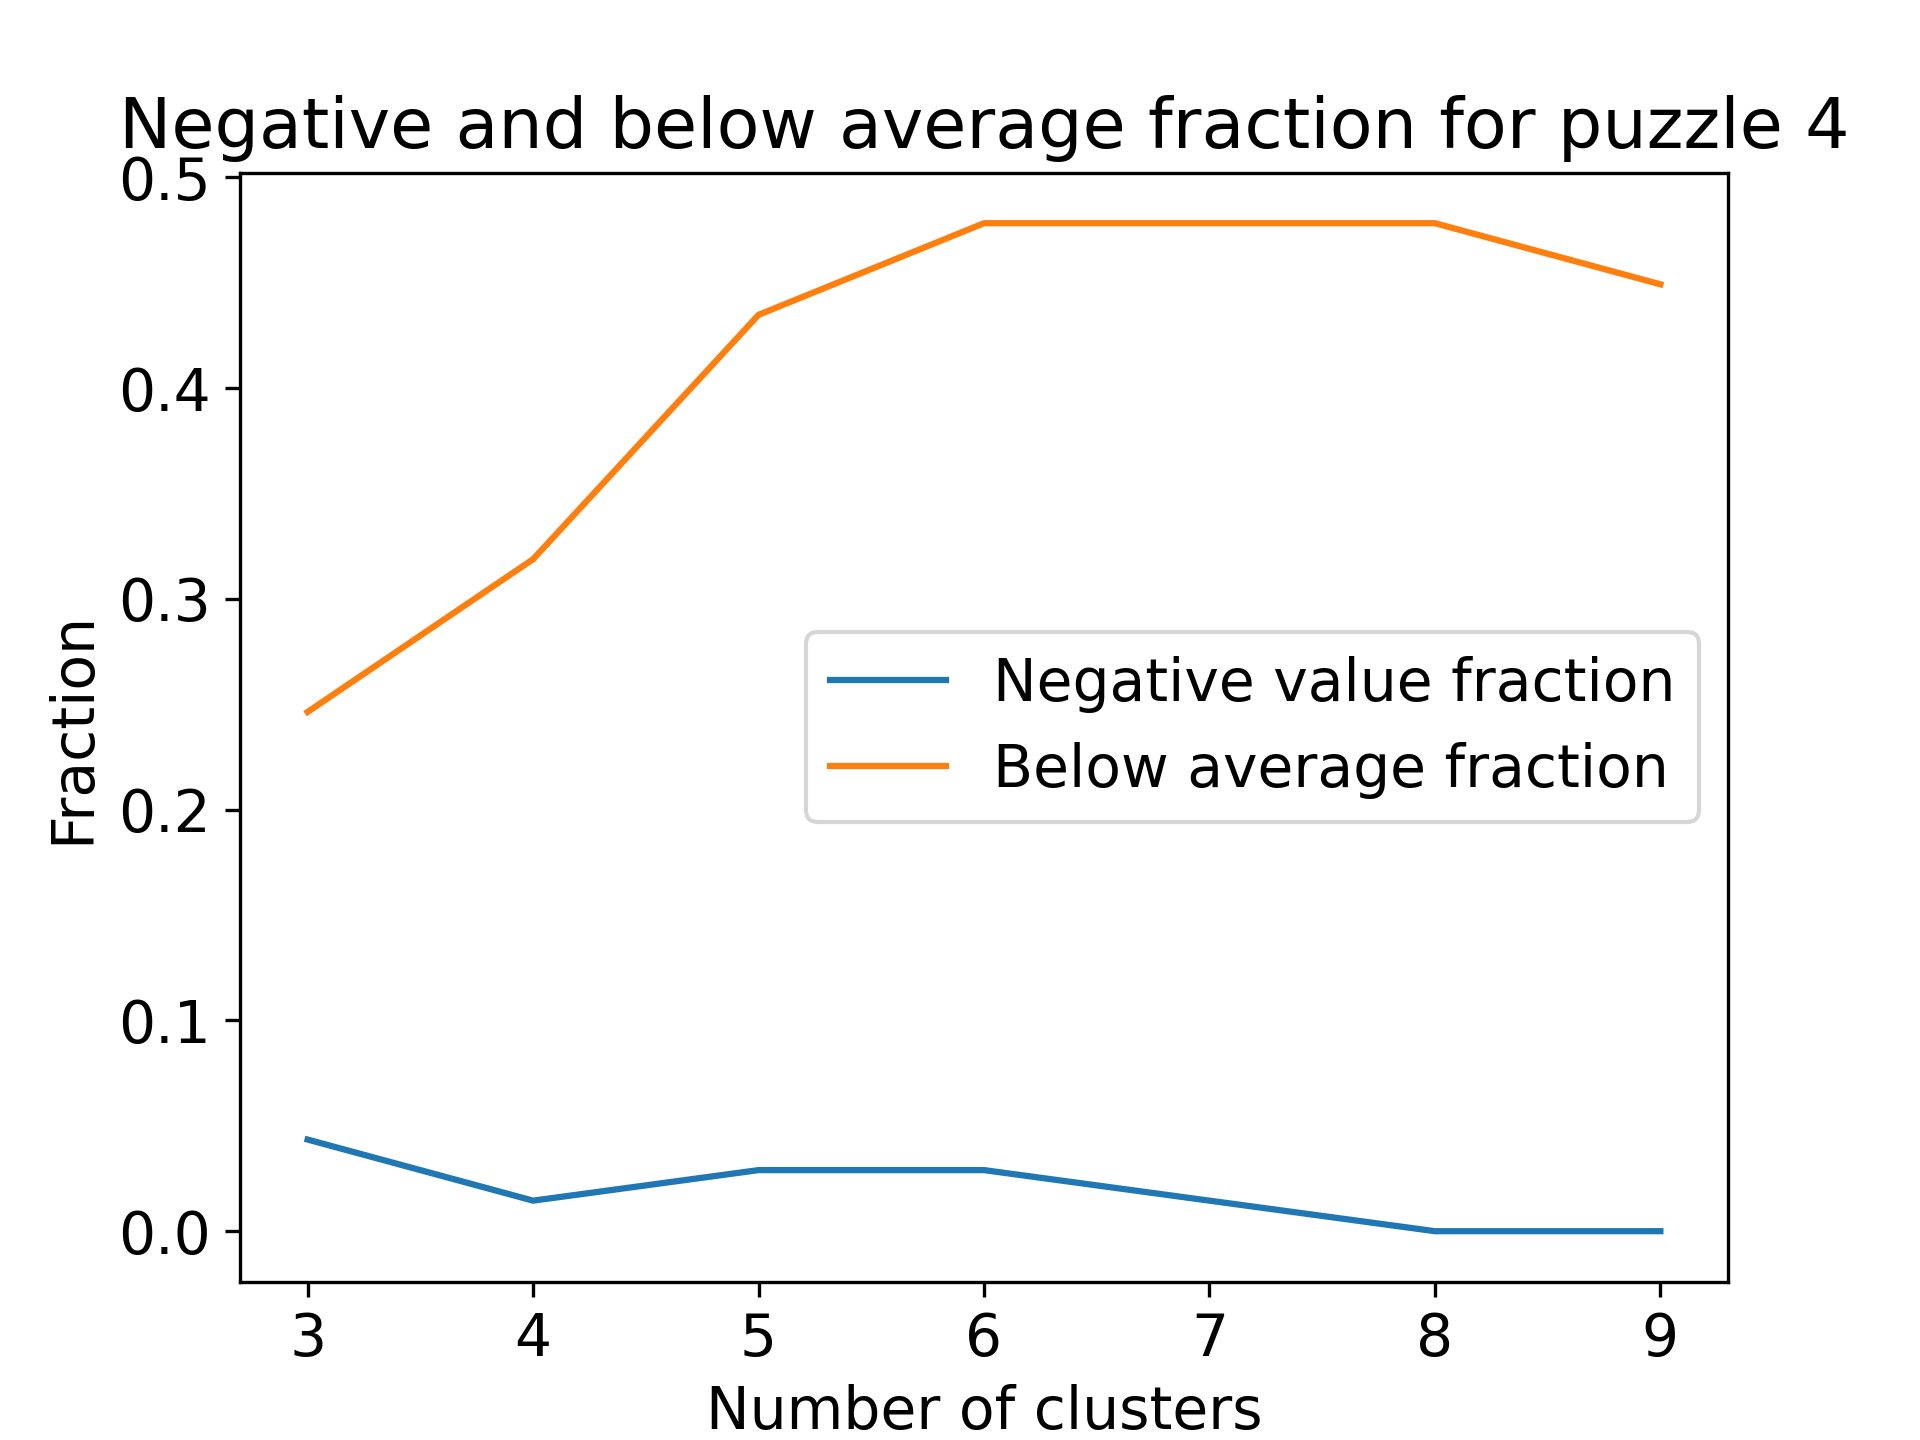 Negative and below average fraction for puzzle 4
0.5
0.4
0.3
0.2
0.1
0.0
Fraction
Negative value fraction
Below average fraction
3 4 5 6 7 8 9
Number of clusters